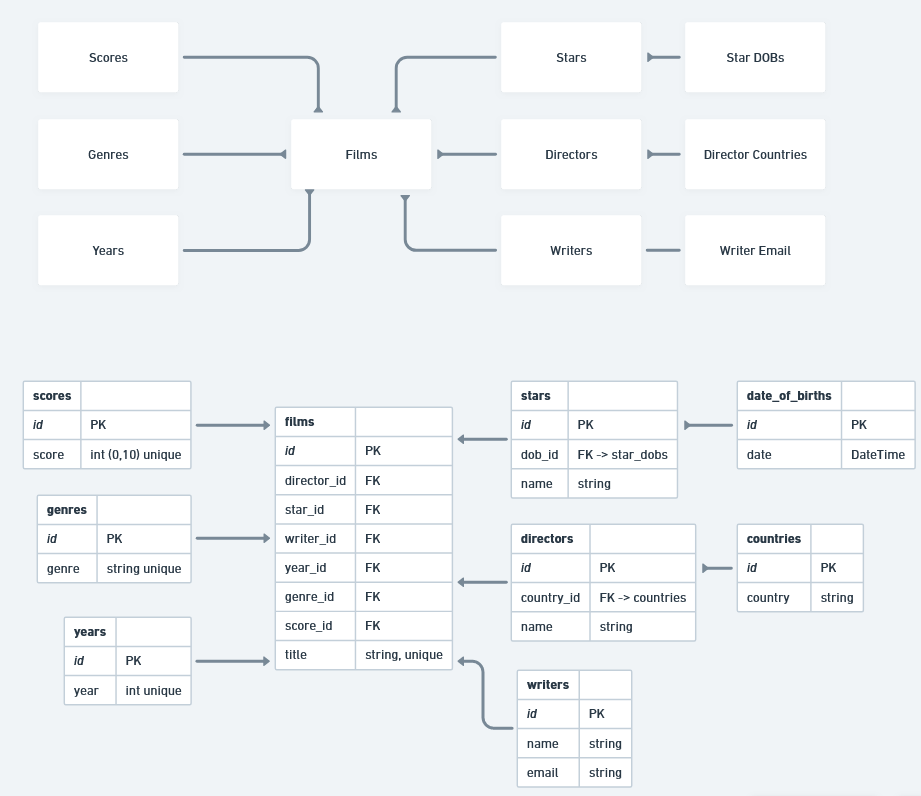 Scores
Stars
Star DOBs
Genres
Films
Directors
Director Countries
Years
Writers
Writer Email
scores
id PK
score int (0,10) unique
genres
id PK
genre string unique
years
id PK
year int unique
films
id PK
director_id FK
star_id FK
writer_id FK
year_id FK
genre_id FK
score_id FK
title string, unique
stars
id PK
dob_id FK -> star_dobs
name string
date_of_births
id PK
date DateTime
directors
id PK
country_id FK -> countries
name string
countries
id PK
country string
writers
id PK
name string
email string